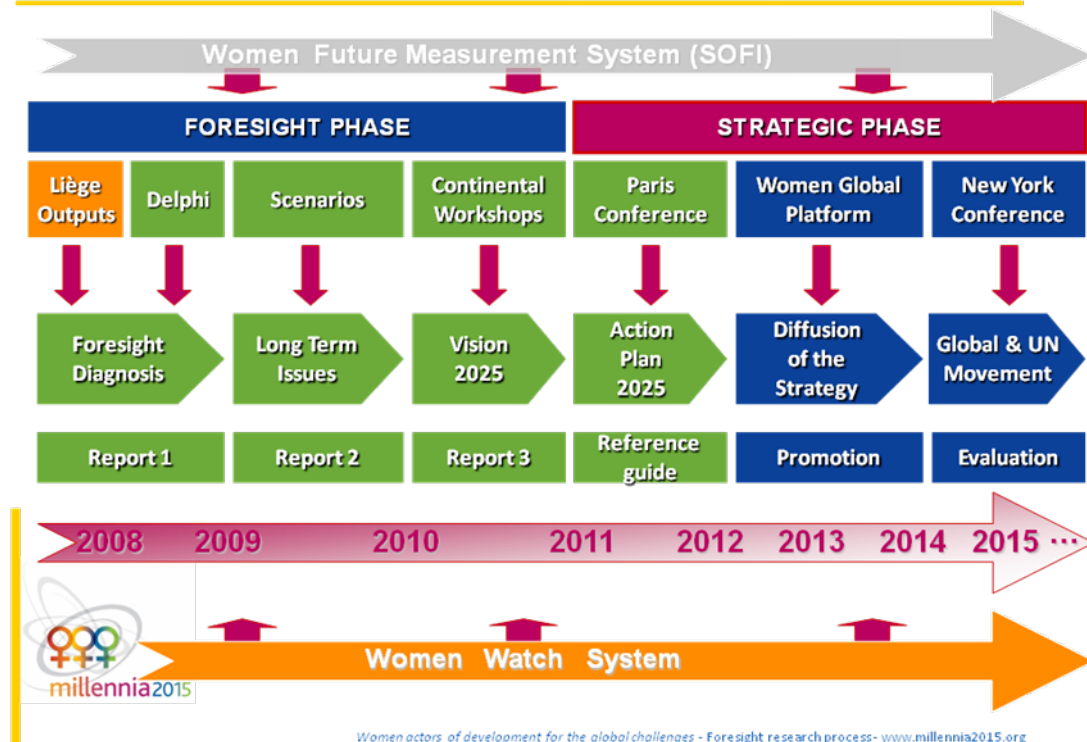 Women Future Measurement System (SOFI)
FORESIGHT PHASE
STRATEGIC PHASE
Liège
Outputs
Delphi
Scenarios
Continental
Workshops
Paris
Conference
Women Global
Platform
New York
Conference
Foresight
Diagnosis
Long Term
Issues
Vision
2025
Action
Plan
2025
Diffusion
of the
Strategy
Global & UN
Movement
Report 1
Report 2
Report 3
Reference
guide
Promotion
Evaluation
2008 2009 2010 2011 2012 2013 2014 2015 ...
Women Watch System
millennia2015
Women actors of development for the global challenges - Foresight research process- www.millennia2015.org